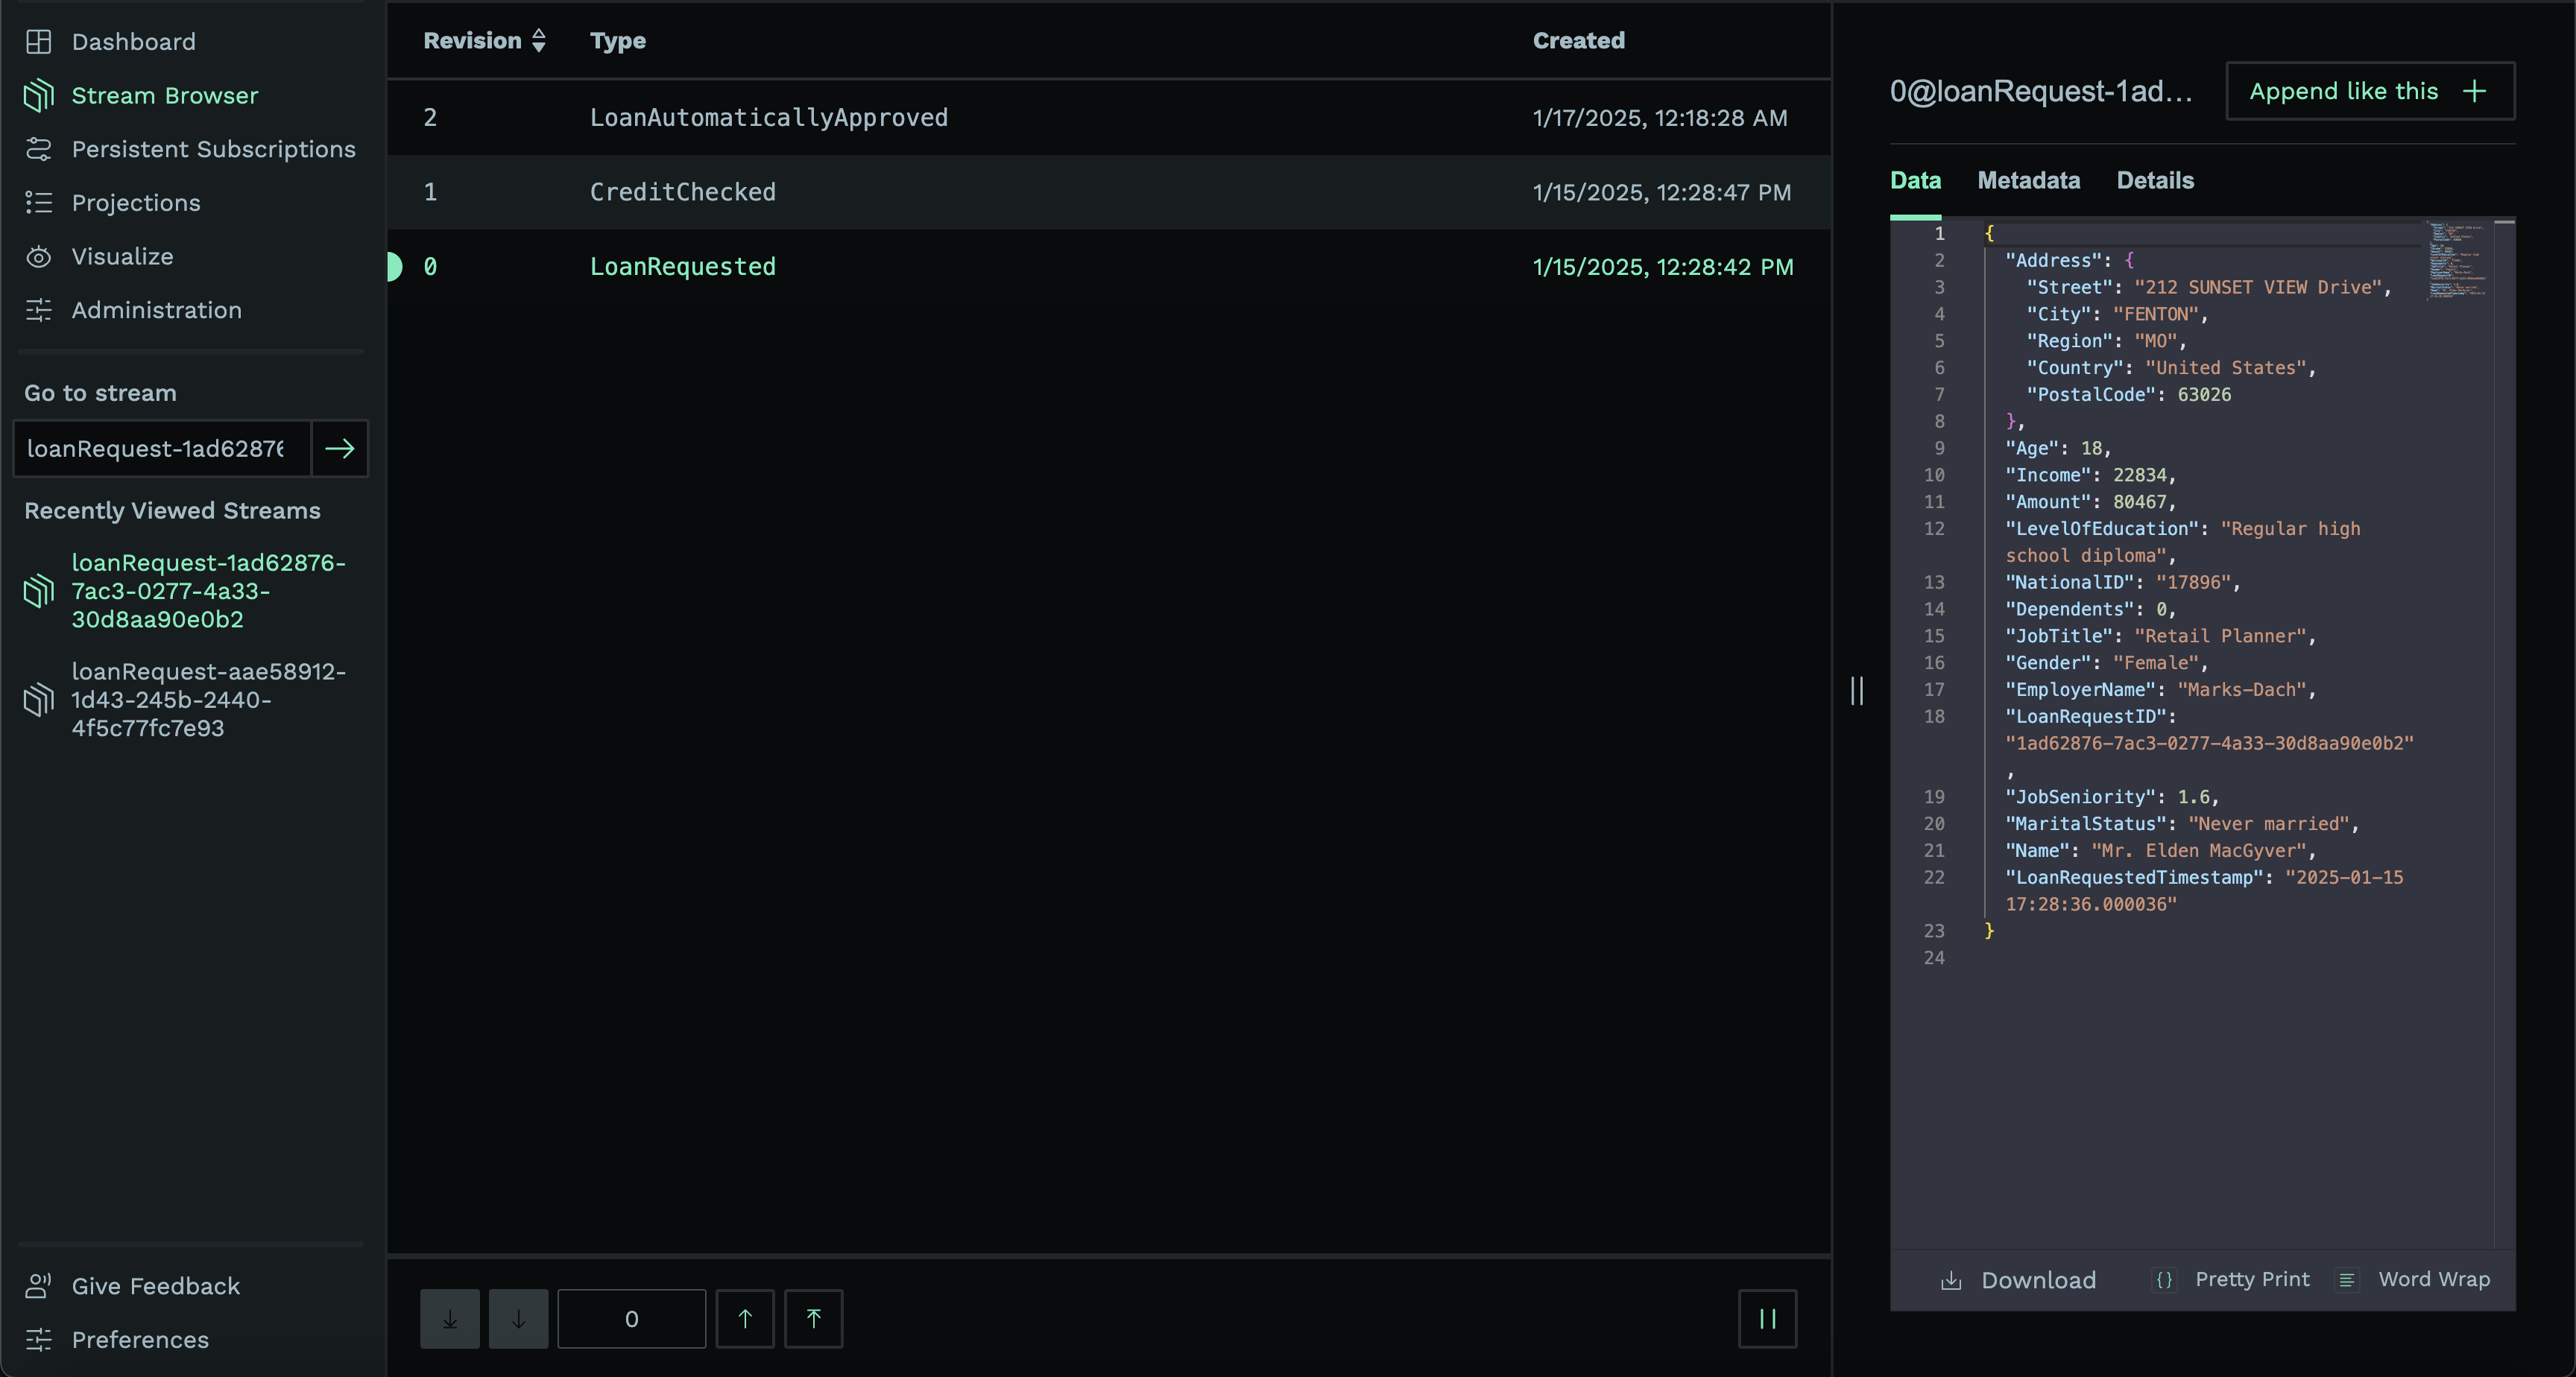 Dashboard
Stream Browser
Persistent Subscriptions
Projections
Visualize
Administration
Go to stream
loanRequest-1ad62876
Recently Viewed Streams
loanRequest-1ad62876-
7ac3-0277-4a33-
30d8aa90e0b2
loanRequest-aae58912-
1d43-245b-2440-
4f5c77fc7e93
Give Feedback
Preferences
Revision Type Created
2 LoanAutomaticallyApproved 1/17/2025, 12:18:28 AM
1 CreditChecked 1/15/2025, 12:28:47 PM
0 LoanRequested 1/15/2025, 12:28:42 PM
0
0@loanRequest-1ad...
Append like this
Data Metadata Details
1 {
2 "Address": {
3 "Street": "212 SUNSET VIEW Drive",
4 "City": "FENTON",
5 "Region": "MO",
6 "Country": "United States",
7 "PostalCode": 63026
8 },
9 "Age": 18,
10 "Income": 22834,
11 "Amount": 80467,
12 "LevelOfEducation": "Regular high
school diploma",
13 "NationalID": "17896",
14 "Dependents": 0,
15 "JobTitle": "Retail Planner",
16 "Gender": "Female",
17 "EmployerName": "Marks-Dach",
18 "LoanRequestID":
"1ad62876-7ac3-0277-4a33-30d8aa90e0b2"
,
19 "JobSeniority": 1.6,
20 "MaritalStatus": "Never married",
21 "Name": "Mr. Elden MacGyver",
22 "LoanRequestedTimestamp": "2025-01-15
17:28:36.000036"
23 }
24
Download {} Pretty Print Word Wrap